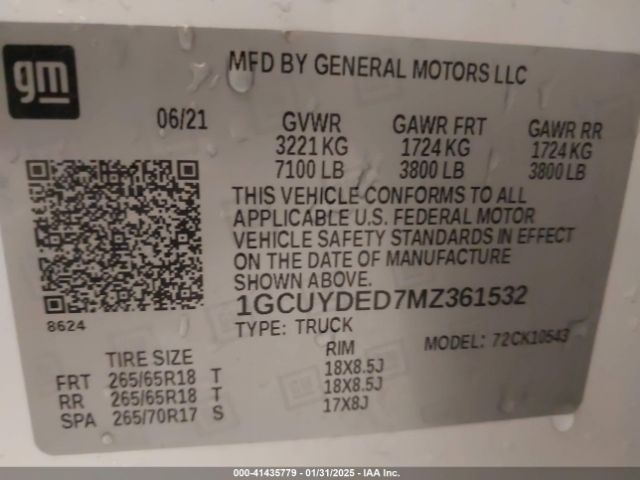 gm
MFD BY GENERAL MOTORS LLC
06/21 GVWR GAWR FRT GAWR RR
3221 KG 1724 KG 1724 KG
7100 LB 3800 LB 3800 LB
THIS VEHICLE CONFORMS TO ALL
APPLICABLE U.S. FEDERAL MOTOR
VEHICLE SAFETY STANDARDS IN EFFECT
ON THE DATE OF MANUFACTURE
SHOWN ABOVE.
1GCUYDED7MZ361532
8624 TYPE: TRUCK MODEL: 72CK10543
TIRE SIZE RIM
FRT 265/65R18 T 18X8.5J
RR 265/65R18 T 18X8.5J
SPA 265/70R17 S 17X8J
000-41435779 - 01/31/2025 - IAA Inc.